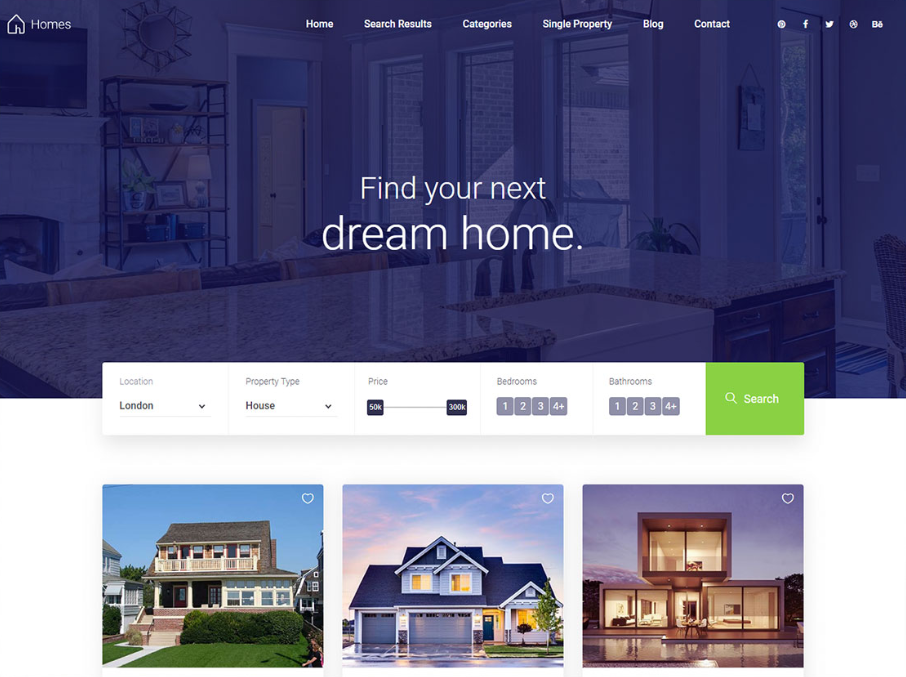 Homes
Home Search Results Categories Single Property Blog Contact
Find your next
dream home.
Location Property Type Price Bedrooms Bathrooms
London House 50k 300k 1 2 3 4+ 1 2 3 4+ Search